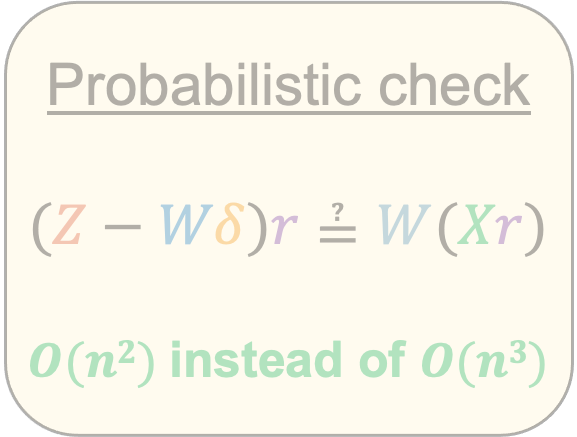 Probabilistic check
(Z − Wδ)r ≟ W(Xr)
O(n²) instead of O(n³)